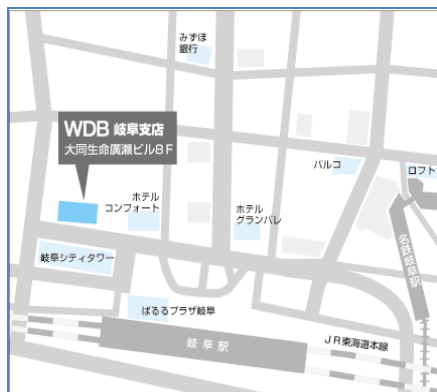 みずほ
銀行
WDB 岐阜支店
大同生命廣瀬ビル8F
パルコ
ロフト
ホテル
コンフォート
ホテル
グランパレ
岐阜シティタワー
名鉄岐阜駅
ぱるるプラザ岐阜
岐阜駅
JR東海道本線